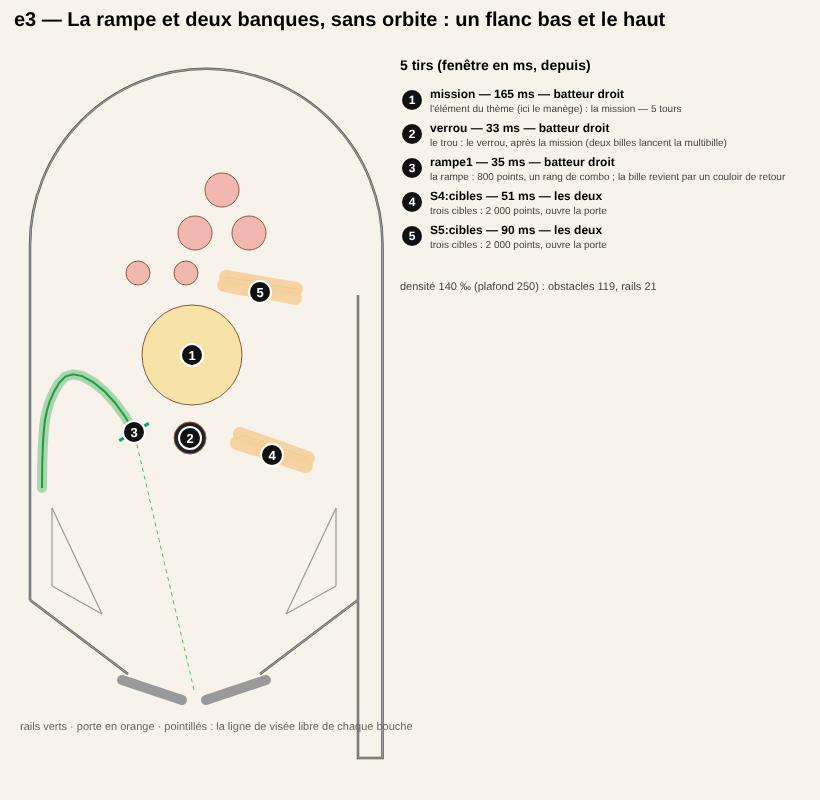 e3 — La rampe et deux banques, sans orbite : un flanc bas et le haut
5 tirs (fenêtre en ms, depuis)
1 mission — 165 ms — batteur droit
l'élément du thème (ici le manège) : la mission — 5 tours
2 verrou — 33 ms — batteur droit
le trou : le verrou, après la mission (deux billes lancent la multibille)
3 rampe1 — 35 ms — batteur droit
la rampe : 800 points, un rang de combo ; la bille revient par un couloir de retour
4 S4:cibles — 51 ms — les deux
trois cibles : 2 000 points, ouvre la porte
5 S5:cibles — 90 ms — les deux
trois cibles : 2 000 points, ouvre la porte
densité 140 ‰ (plafond 250) : obstacles 119, rails 21
5
1
3
2
4
rails verts · porte en orange · pointillés : la ligne de visée libre de chaque bouche